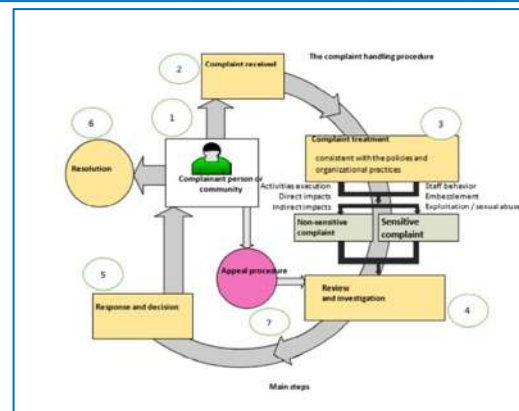 The complaint handling procedure
2
Complaint received
1
6
3
Complaint treatment
consistent with the policies and
organizational practices
Resolution
Complainant person or
community
Activities execution
Direct impacts
Indirect impacts
Staff behavior
Embezzlement
Exploitation / sexual abuse
Non-sensitive
complaint
Sensitive
complaint
Appeal procedure
5
Response and decision
7
Review
and investigation
4
Main steps